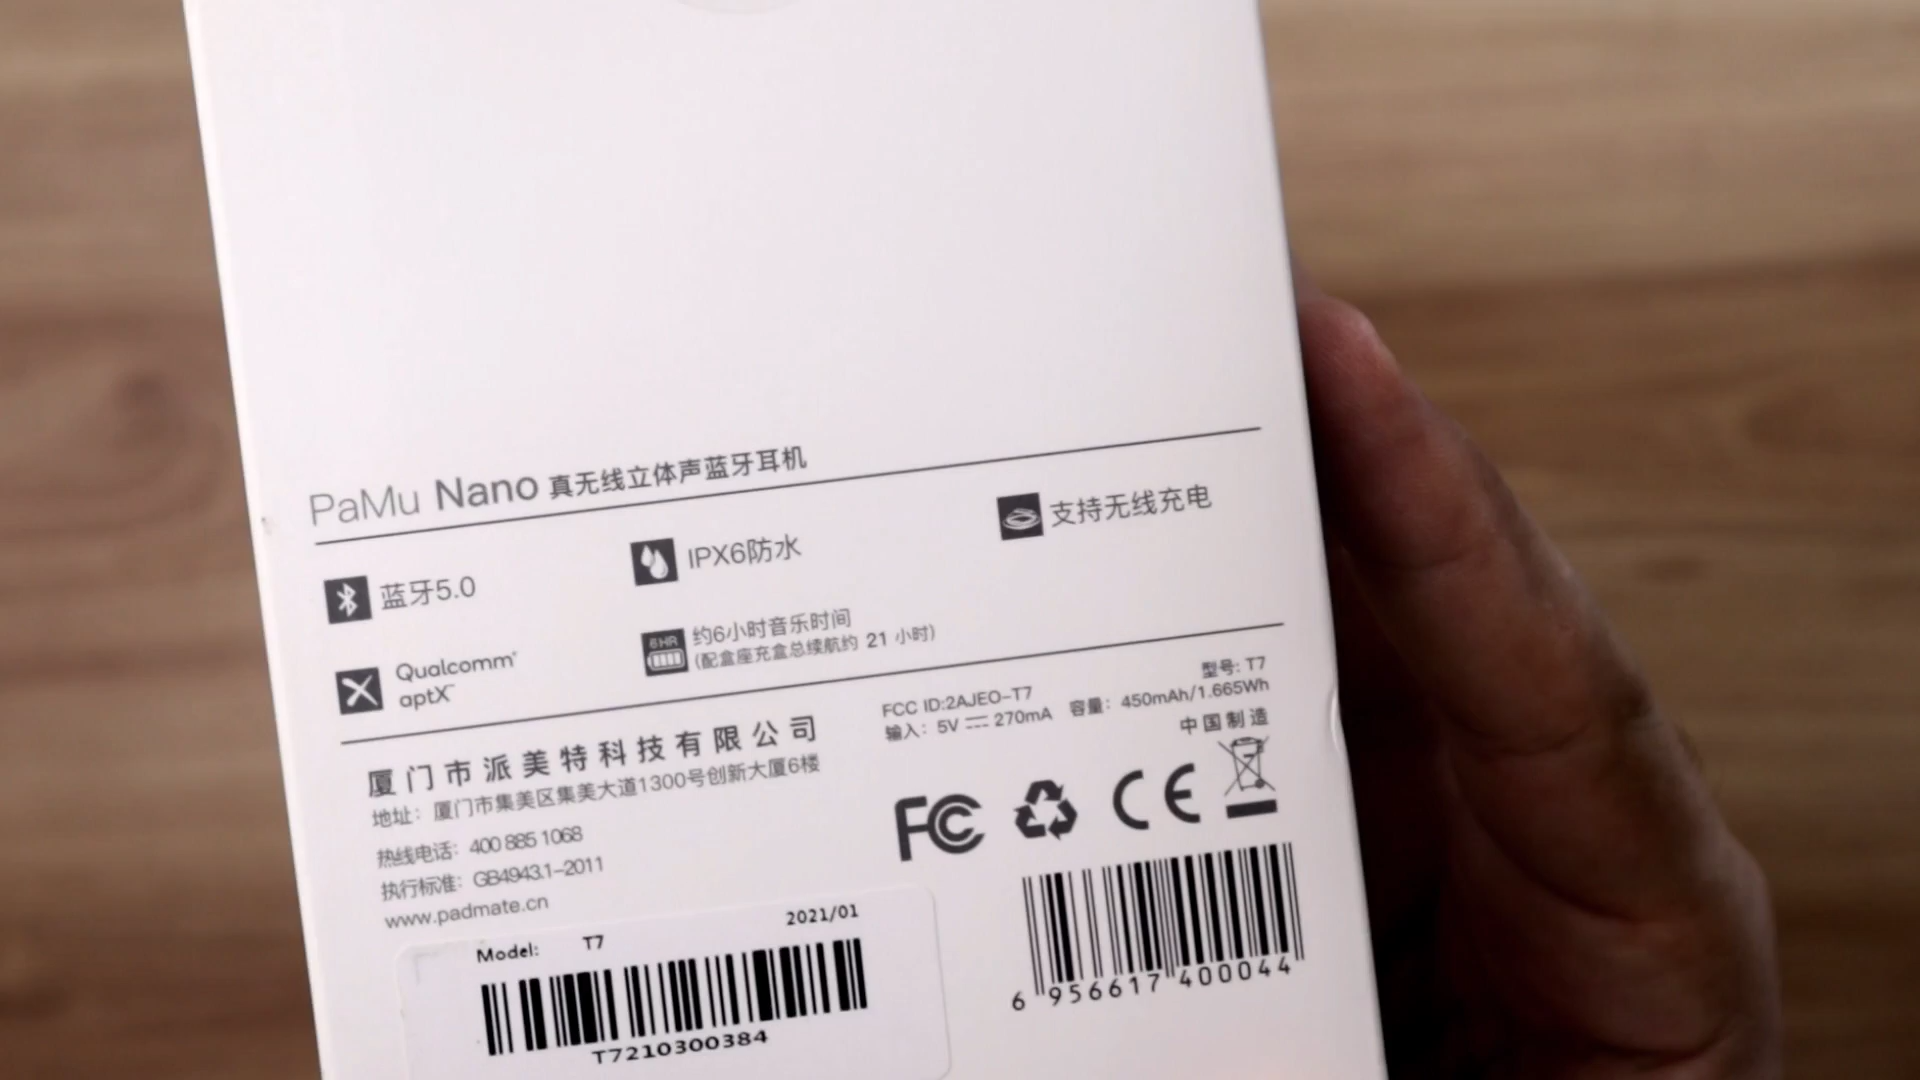 PaMu Nano 真无线立体声蓝牙耳机
蓝牙5.0
IPX6防水
支持无线充电
Qualcomm®
aptX™
6HR
约6小时音乐时间
(配盒座充盒总续航约 21 小时)
厦门市派美特科技有限公司
地址：厦门市集美区集美大道1300号创新大厦6楼
热线电话：400 885 1068
执行标准：GB4943.1-2011
www.padmate.cn
型号: T7
FCC ID:2AJEO-T7
输入：5V ⎓ 270mA 容量：450mAh/1.665Wh
中国制造
FC CE
Model: T7 2021/01
T7210300384
6 956617 400044